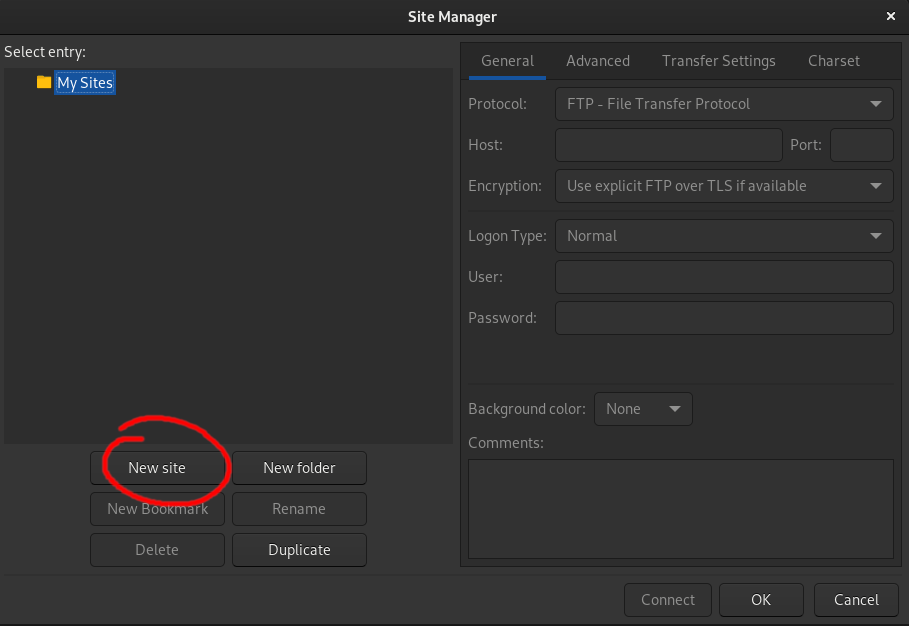 Site Manager
Select entry:
My Sites
General Advanced Transfer Settings Charset
Protocol: FTP - File Transfer Protocol
Host: Port:
Encryption: Use explicit FTP over TLS if available
Logon Type: Normal
User:
Password:
Background color: None
Comments:
New site New folder
New Bookmark Rename
Delete Duplicate
Connect OK Cancel